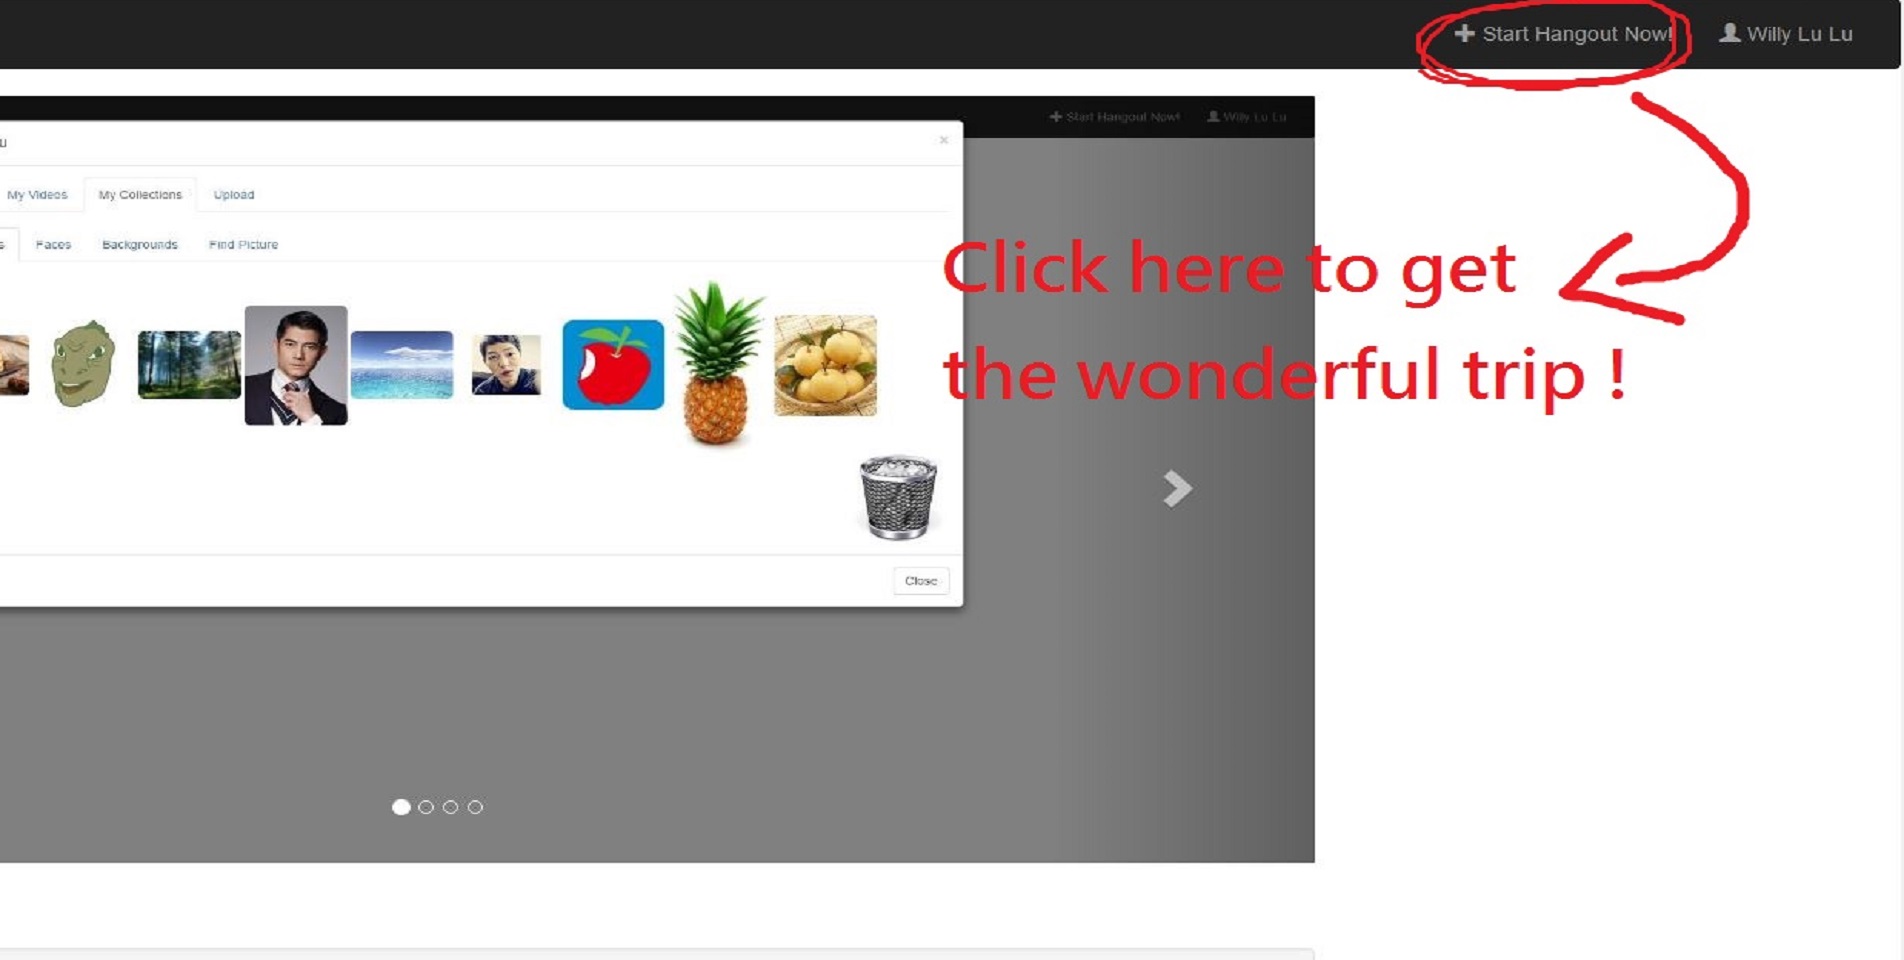 Start Hangout Now!
Willy Lu Lu
Start Hangout Now!
Willy Lu Lu
My Videos
My Collections
Upload
Faces
Backgrounds
Find Picture
Click here to get
the wonderful trip !
Close